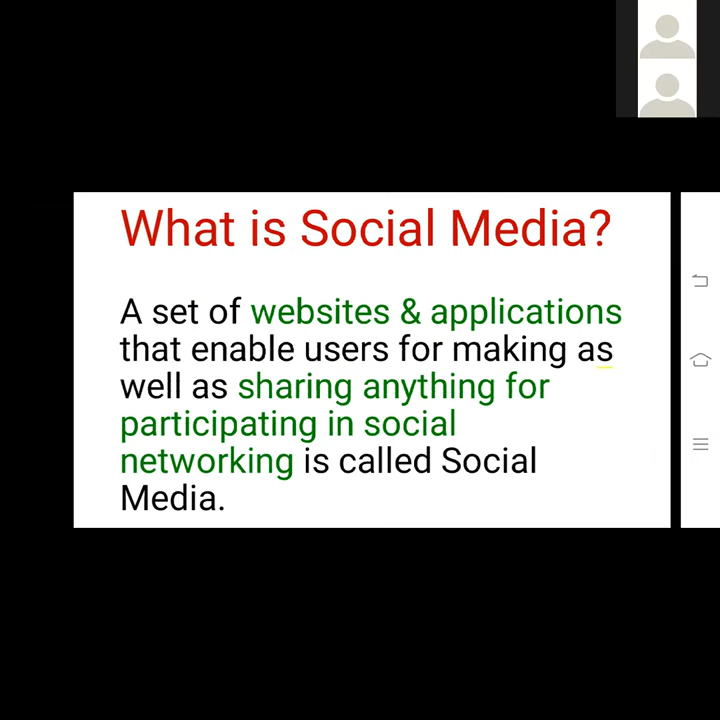 What is Social Media?
A set of websites & applications
that enable users for making as
well as sharing anything for
participating in social
networking is called Social
Media.